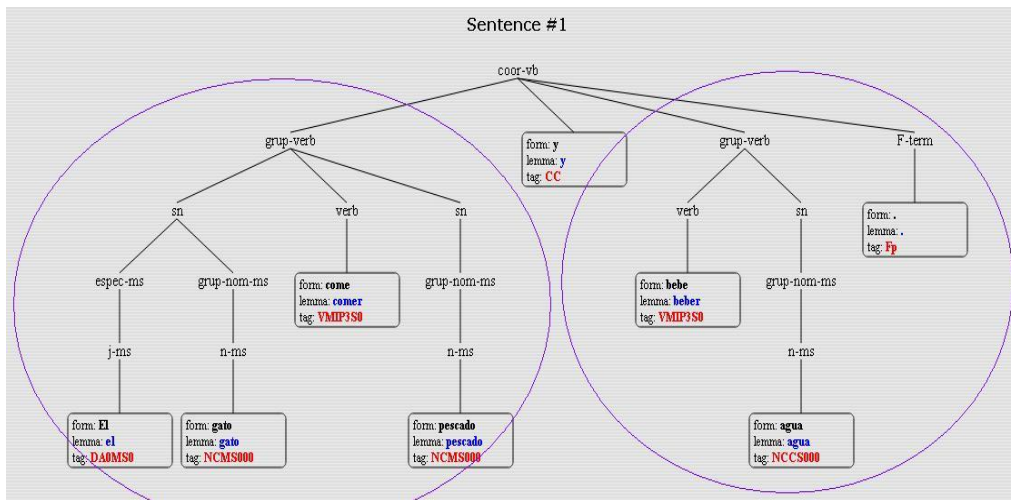 Sentence #1
coor-vb
grup-verb
form: y
lemma: y
tag: CC
grup-verb
F-term
sn
verb
sn
verb
sn
form: .
lemma: .
tag: Fp
espec-ms
grup-nom-ms
form: come
lemma: comer
tag: VMIP3S0
grup-nom-ms
form: bebe
lemma: beber
tag: VMIP3S0
grup-nom-ms
j-ms
n-ms
n-ms
n-ms
form: El
lemma: el
tag: DA0MS0
form: gato
lemma: gato
tag: NCMS000
form: pescado
lemma: pescado
tag: NCMS000
form: agua
lemma: agua
tag: NCCS000